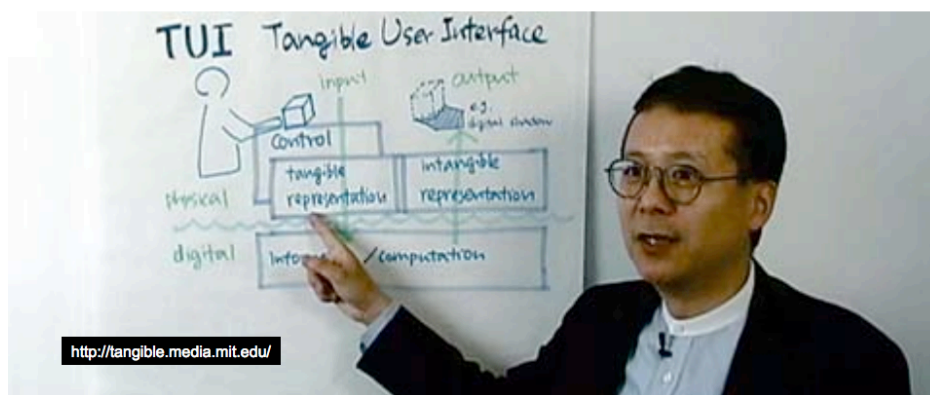 TUI Tangible User Interface
input
output
e.g.
digital shadow
control
tangible
representation
intangible
representation
physical
digital
/computation
http://tangible.media.mit.edu/